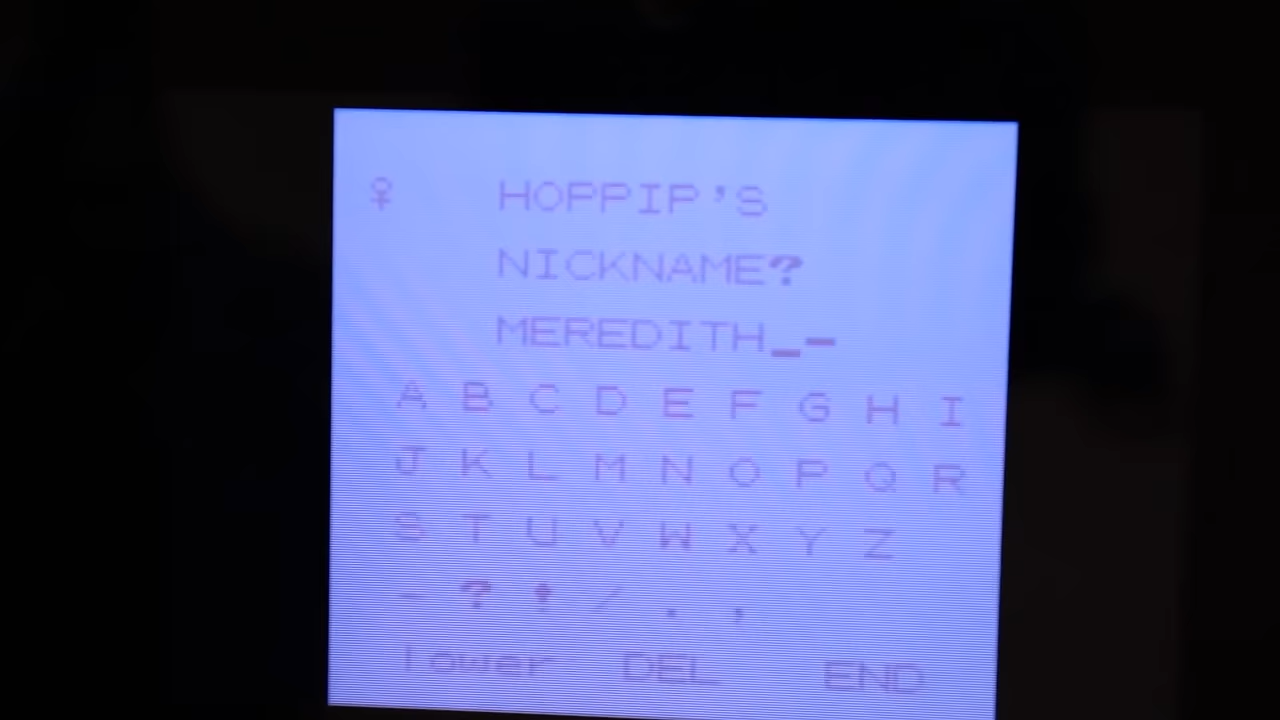 ♀ HOPPIP'S
NICKNAME?
MEREDITH_-
A B C D E F G H I
J K L M N O P Q R
S T U V W X Y Z
- ? ! / . ,
lower DEL END